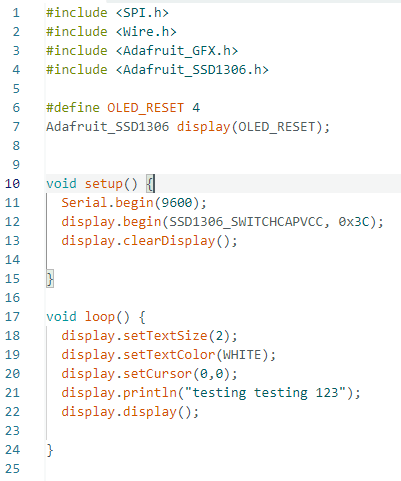 1 #include <SPI.h>
2 #include <Wire.h>
3 #include <Adafruit_GFX.h>
4 #include <Adafruit_SSD1306.h>
5
6 #define OLED_RESET 4
7 Adafruit_SSD1306 display(OLED_RESET);
8
9
10 void setup() {
11   Serial.begin(9600);
12   display.begin(SSD1306_SWITCHCAPVCC, 0x3C);
13   display.clearDisplay();
14
15 }
16
17 void loop() {
18   display.setTextSize(2);
19   display.setTextColor(WHITE);
20   display.setCursor(0,0);
21   display.println("testing testing 123");
22   display.display();
23
24 }
25